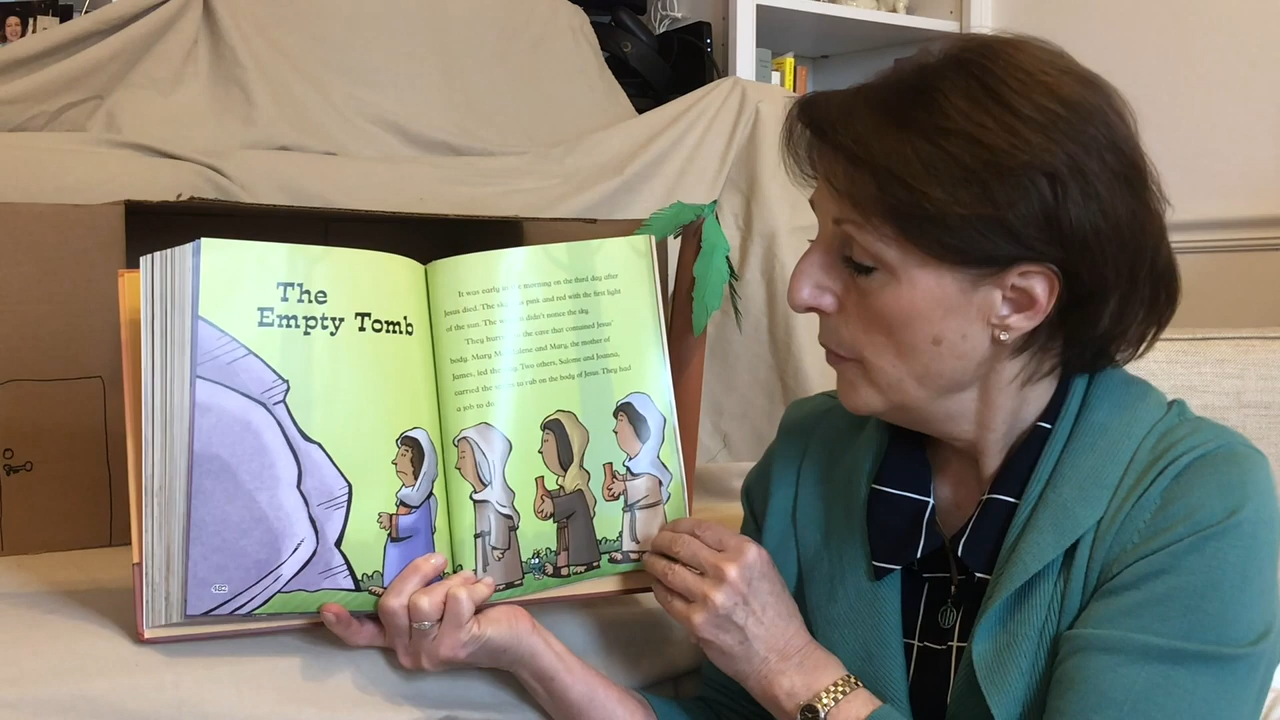 The
Empty Tomb
It was early in the morning on the third day after
Jesus died. The sky was pink and red with the first light
of the sun. The women didn't notice the sky.
They hurried to the cave that contained Jesus'
body. Mary Magdalene and Mary, the mother of
James, led the way. Two others, Salome and Joanna,
carried the spices to rub on the body of Jesus. They had
a job to do
482